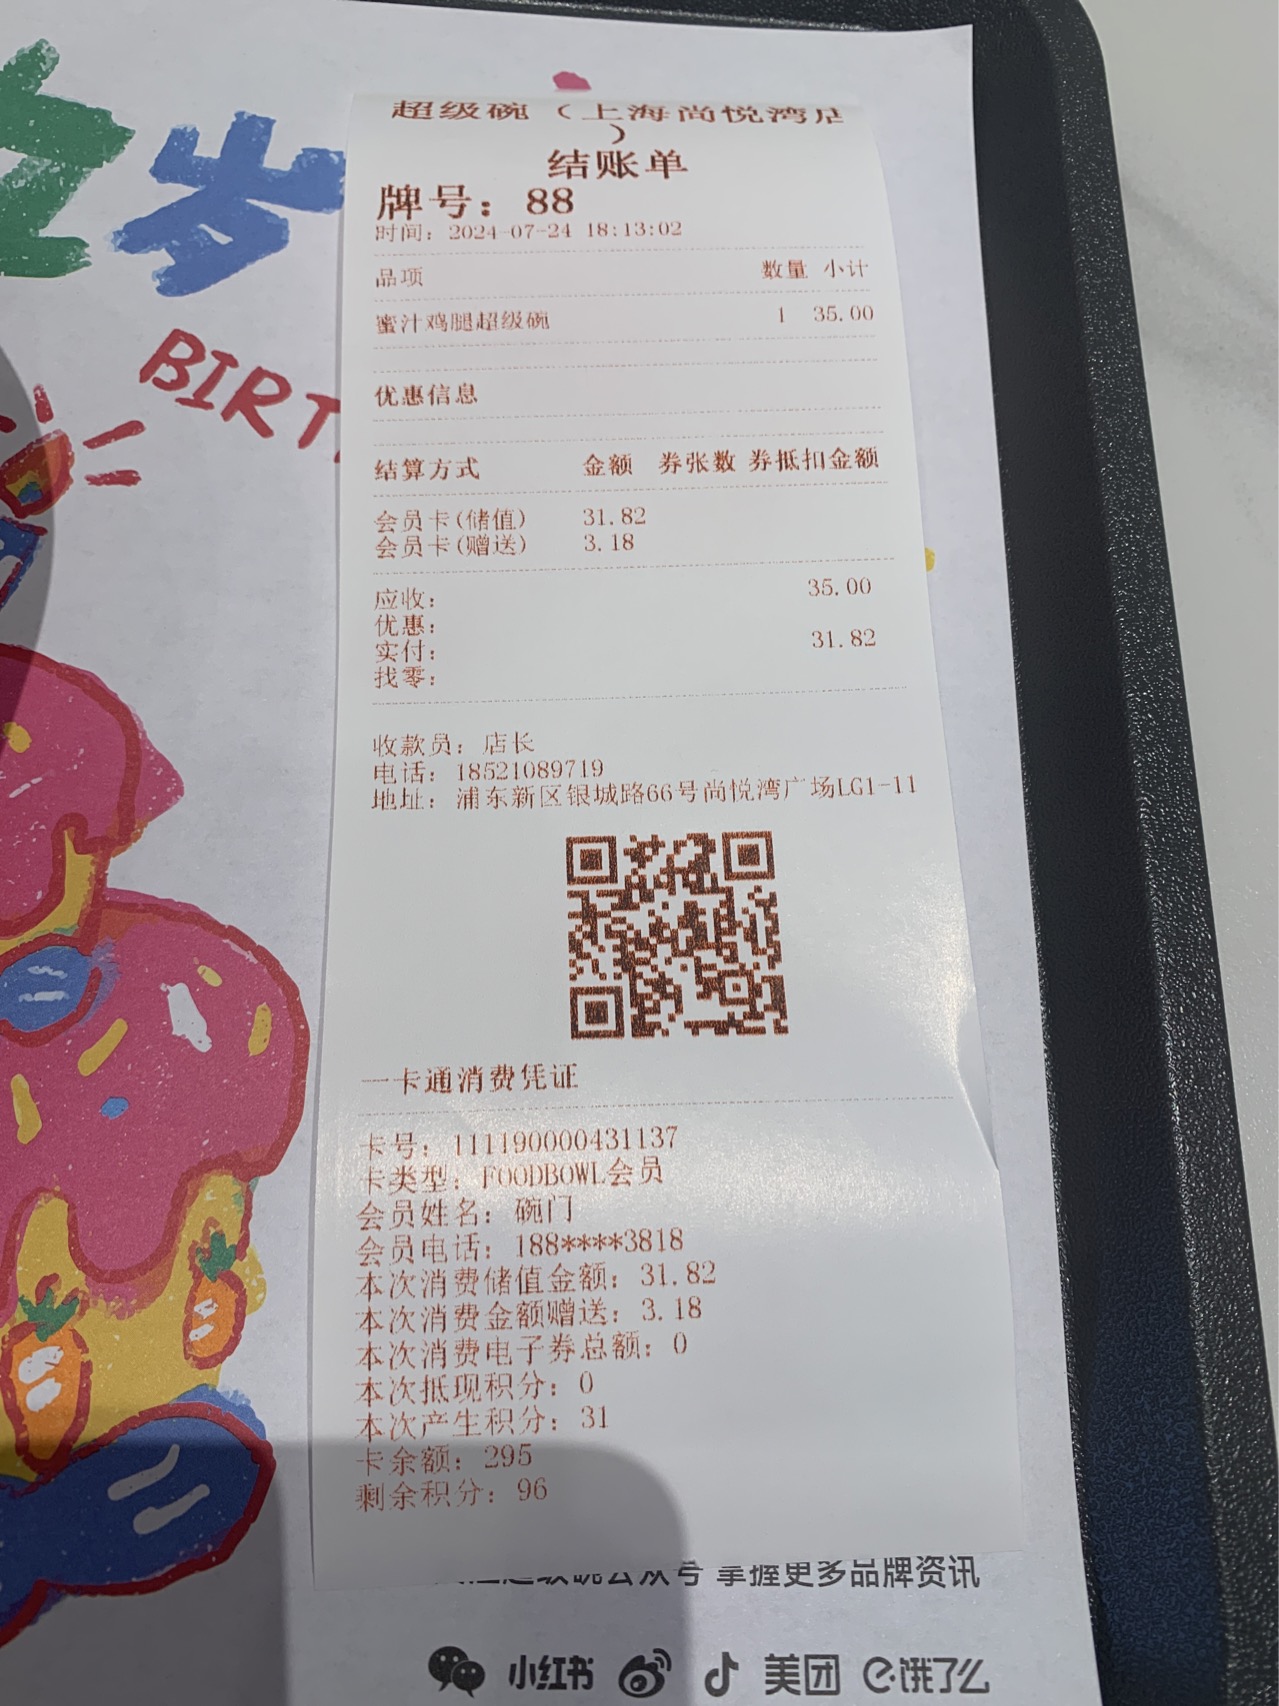 岁
BIRT
超级碗（上海尚悦湾店
）
结账单
牌号：88
时间：2024-07-24 18:13:02
品项 数量 小计
蜜汁鸡腿超级碗 1 35.00
优惠信息
结算方式 金额 券张数 券抵扣金额
会员卡(储值) 31.82
会员卡(赠送) 3.18
应收： 35.00
优惠：
实付： 31.82
找零：
收款员：店长
电话：18521089719
地址：浦东新区银城路66号尚悦湾广场LG1-11
一卡通消费凭证
卡号：111190000431137
卡类型：FOODBOWL会员
会员姓名：碗门
会员电话：188****3818
本次消费储值金额：31.82
本次消费金额赠送：3.18
本次消费电子券总额：0
本次抵现积分：0
本次产生积分：31
卡余额：295
剩余积分：96
超级碗公众号 掌握更多品牌资讯
小红书 美团 饿了么